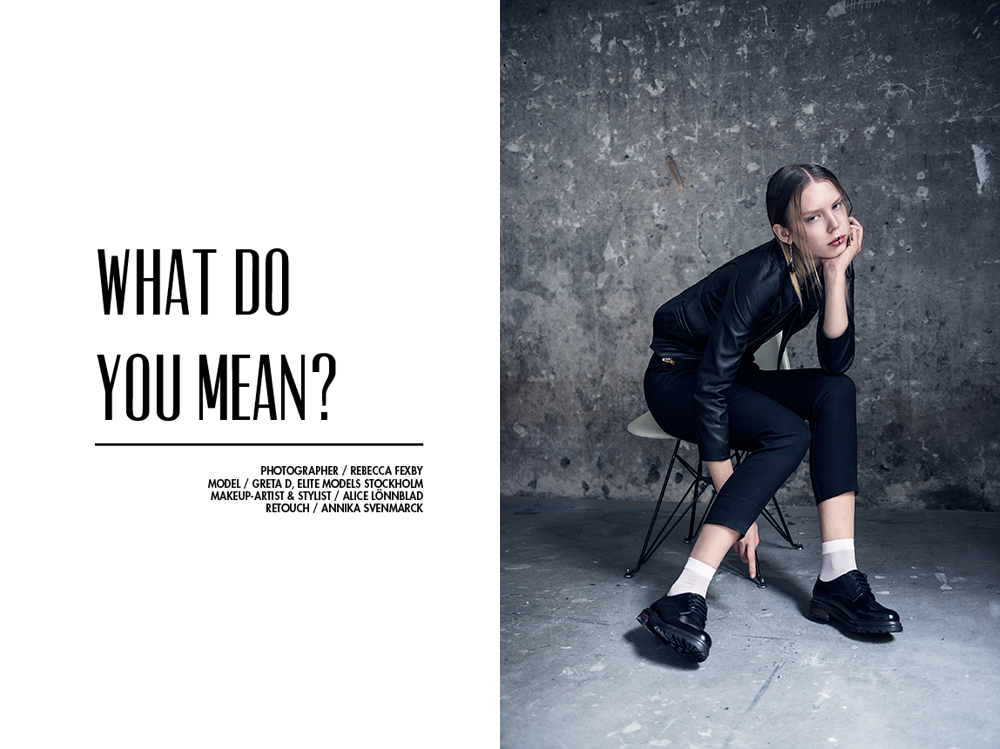 WHAT DO
YOU MEAN?
PHOTOGRAPHER / REBECCA FEXBY
MODEL / GRETA D, ELITE MODELS STOCKHOLM
MAKEUP-ARTIST & STYLIST / ALICE LÖNNBLAD
RETOUCH / ANNIKA SVENMARCK